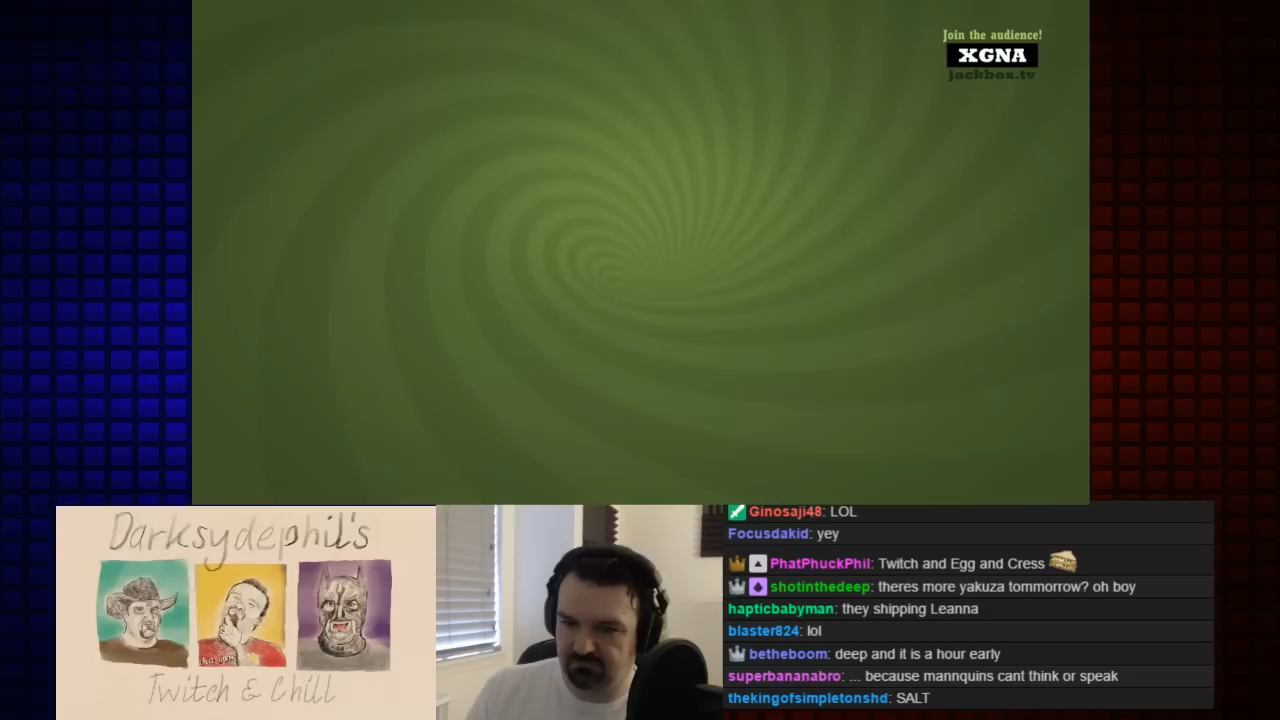 Join the audience!
XGNA
jackbox.tv
Darksydephil's
Twitch & Chill
Ginosaji48: LOL
Focusdakid: yey
PhatPhuckPhil: Twitch and Egg and Cress
shotinthedeep: theres more yakuza tommorrow? oh boy
hapticbabyman: they shipping Leanna
blaster824: lol
betheboom: deep and it is a hour early
superbananabro: ... because mannquins cant think or speak
thekingofsimpletonshd: SALT